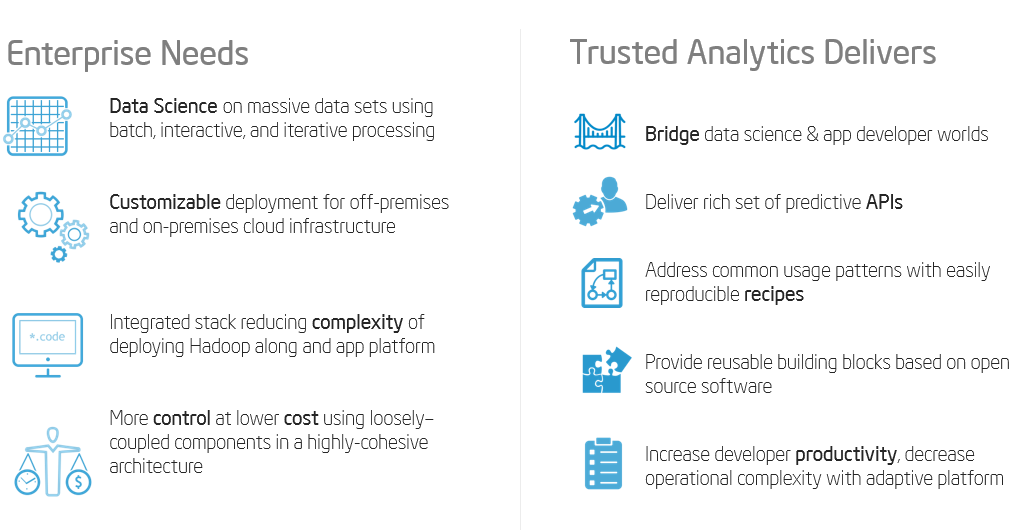 Enterprise Needs
Data Science on massive data sets using
batch, interactive, and iterative processing
Customizable deployment for off-premises
and on-premises cloud infrastructure
*.code
Integrated stack reducing complexity of
deploying Hadoop along and app platform
More control at lower cost using loosely–
coupled components in a highly-cohesive
architecture
$
Trusted Analytics Delivers
Bridge data science & app developer worlds
Deliver rich set of predictive APIs
Address common usage patterns with easily
reproducible recipes
Provide reusable building blocks based on open
source software
Increase developer productivity, decrease
operational complexity with adaptive platform